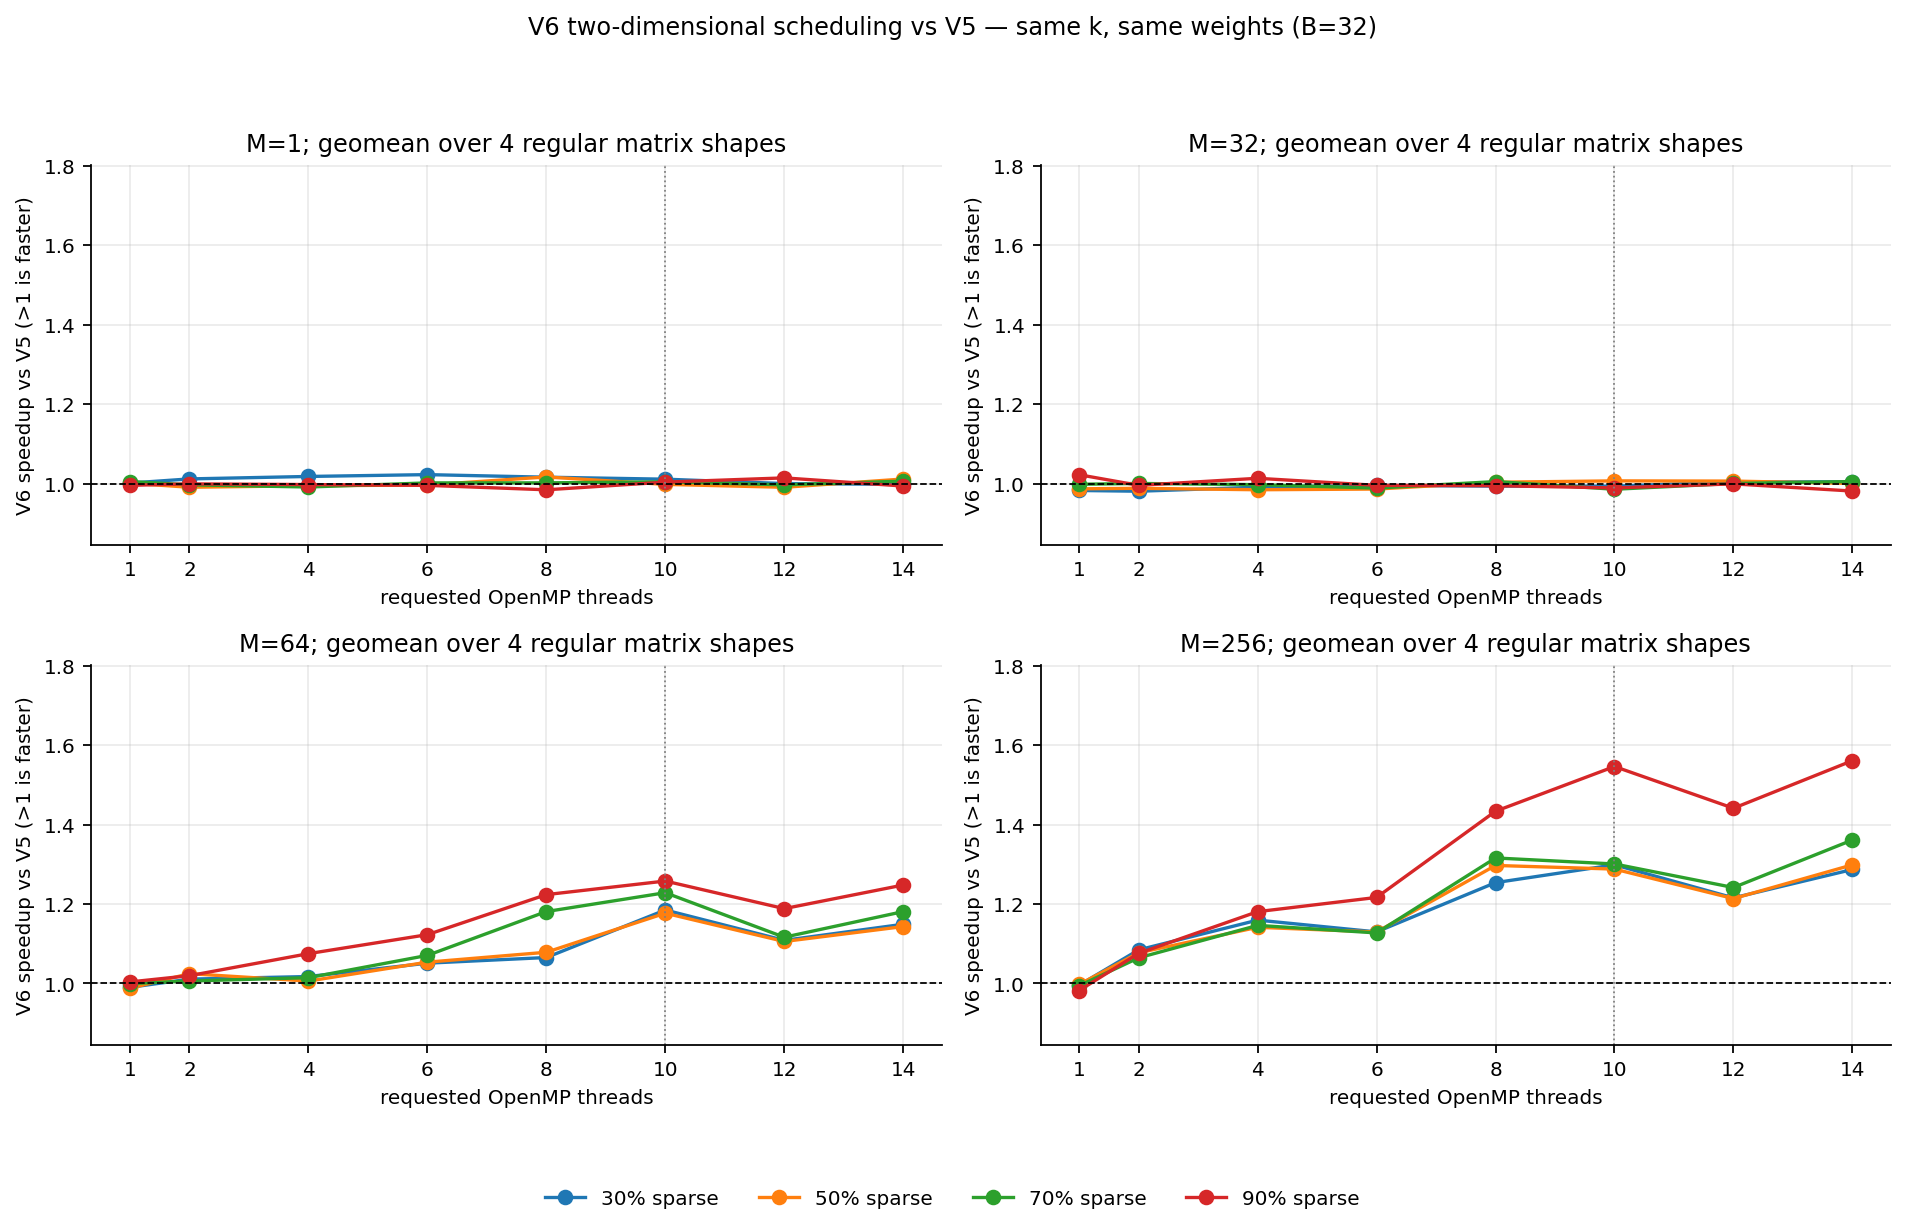 V6 two-dimensional scheduling vs V5 — same k, same weights (B=32)
M=1; geomean over 4 regular matrix shapes
V6 speedup vs V5 (>1 is faster)
1.8
1.6
1.4
1.2
1.0
1 2 4 6 8 10 12 14
requested OpenMP threads
M=32; geomean over 4 regular matrix shapes
V6 speedup vs V5 (>1 is faster)
1.8
1.6
1.4
1.2
1.0
1 2 4 6 8 10 12 14
requested OpenMP threads
M=64; geomean over 4 regular matrix shapes
V6 speedup vs V5 (>1 is faster)
1.8
1.6
1.4
1.2
1.0
1 2 4 6 8 10 12 14
requested OpenMP threads
M=256; geomean over 4 regular matrix shapes
V6 speedup vs V5 (>1 is faster)
1.8
1.6
1.4
1.2
1.0
1 2 4 6 8 10 12 14
requested OpenMP threads
30% sparse 50% sparse 70% sparse 90% sparse